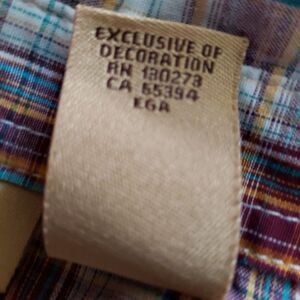 EXCLUSIVE OF
DECORATION
RN 130273
CA 55394
EGA